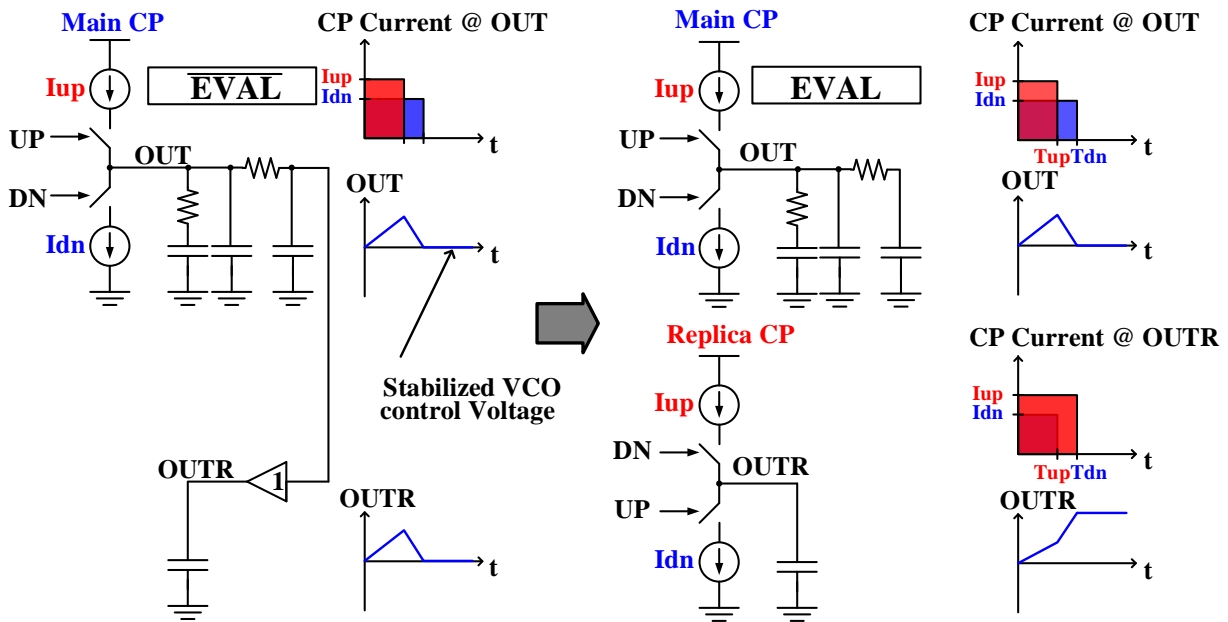 Main CP
CP Current @ OUT
Iup
EVAL
Iup
Idn
t
UP
OUT
DN
OUT
Idn
t
Stabilized VCO
control Voltage
OUTR
1
OUTR
t
Main CP
CP Current @ OUT
Iup
EVAL
Iup
Idn
t
Tup Tdn
UP
OUT
DN
OUT
Idn
t
Replica CP
CP Current @ OUTR
Iup
Iup
Idn
t
Tup Tdn
DN
OUTR
UP
OUTR
Idn
t